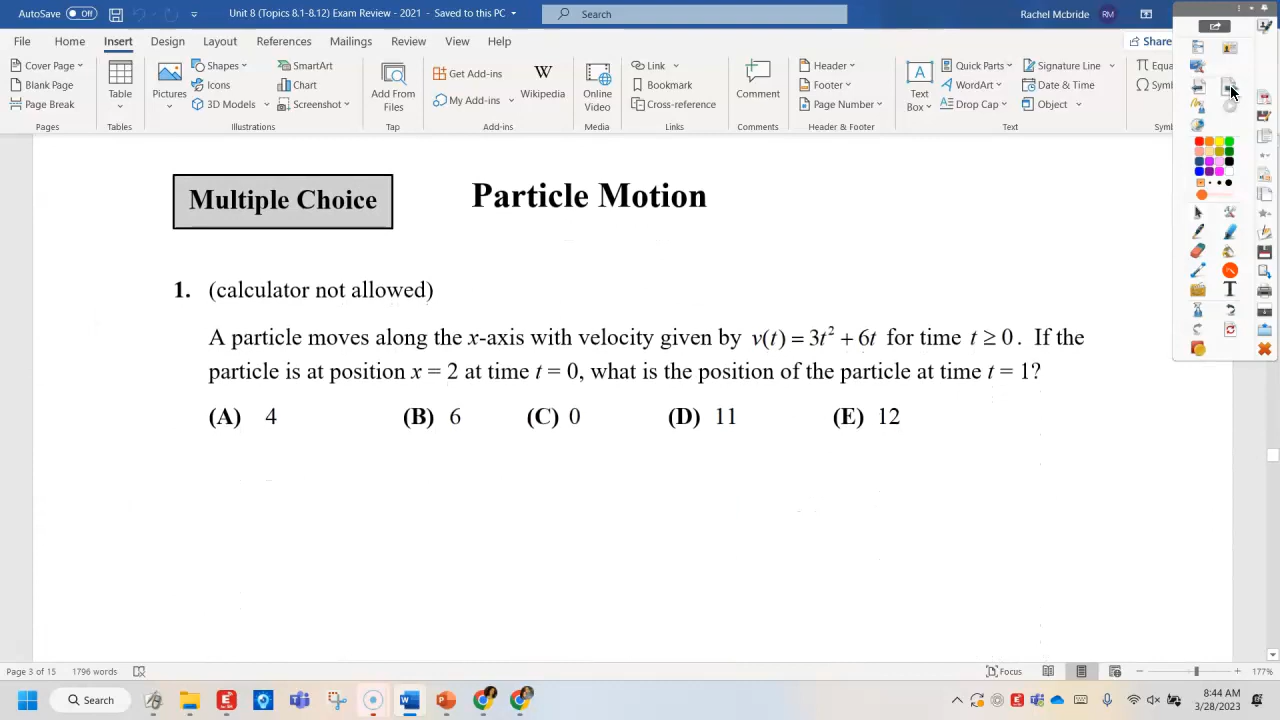 AutoSave Off Unit 8 (Topics 8.1-8.12) Exam Review - 2021 - Saved to this PC Search Rachel Mcbride RM
File Home Insert Design Layout References Mailings Review View Help Share
Cover Page Shapes SmartArt Link Header Quick Parts Signature Line
Get Add-ins
Blank Page Icons Chart Bookmark Footer WordArt Date & Time
My Add-ins
Page Break Table Pictures 3D Models Screenshot Add From Files W Wikipedia Online Video Cross-reference Comment Page Number Text Box Drop Cap Object
Pages Tables Illustrations Tap Add-ins Media Links Comments Header & Footer Text
Multiple Choice Particle Motion
1. (calculator not allowed)
A particle moves along the x-axis with velocity given by v(t) = 3t² + 6t for time t ≥ 0. If the
particle is at position x = 2 at time t = 0, what is the position of the particle at time t = 1?
(A) 4 (B) 6 (C) 0 (D) 11 (E) 12
Page 3 of 15 1796 words Focus 177%
Search 8:44 AM
3/28/2023